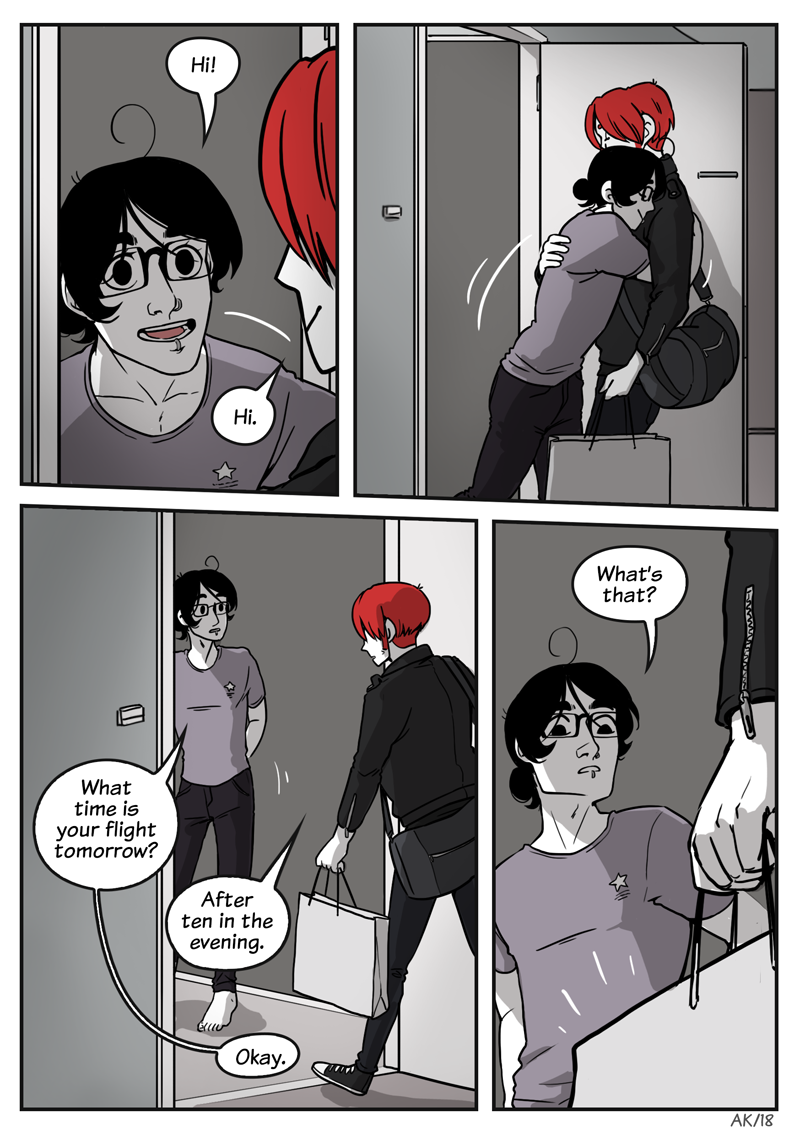 Hi!
Hi.
What
time is
your flight
tomorrow?
After
ten in the
evening.
Okay.
What's
that?
AK/18